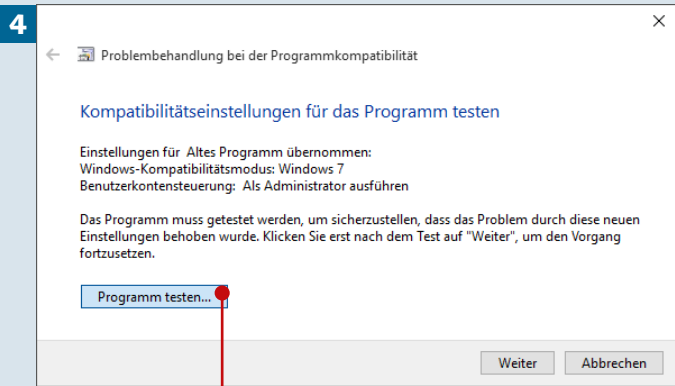 4
Problembehandlung bei der Programmkompatibilität
Kompatibilitätseinstellungen für das Programm testen
Einstellungen für Altes Programm übernommen:
Windows-Kompatibilitätsmodus: Windows 7
Benutzerkontensteuerung: Als Administrator ausführen
Das Programm muss getestet werden, um sicherzustellen, dass das Problem durch diese neuen
Einstellungen behoben wurde. Klicken Sie erst nach dem Test auf "Weiter", um den Vorgang
fortzusetzen.
Programm testen...
Weiter Abbrechen